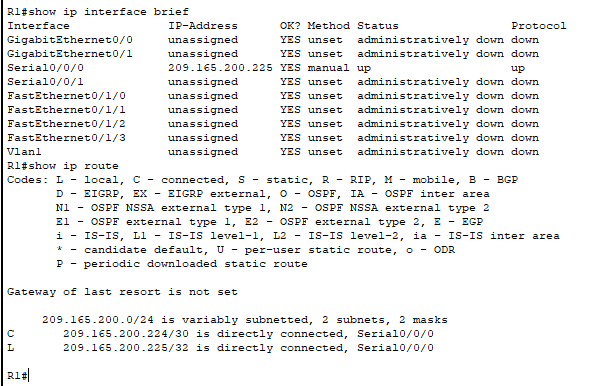 R1#show ip interface brief
Interface              IP-Address      OK? Method Status                Protocol
GigabitEthernet0/0     unassigned      YES unset  administratively down down
GigabitEthernet0/1     unassigned      YES unset  administratively down down
Serial0/0/0            209.165.200.225 YES manual up                    up
Serial0/0/1            unassigned      YES unset  administratively down down
FastEthernet0/1/0      unassigned      YES unset  administratively down down
FastEthernet0/1/1      unassigned      YES unset  administratively down down
FastEthernet0/1/2      unassigned      YES unset  administratively down down
FastEthernet0/1/3      unassigned      YES unset  administratively down down
Vlan1                  unassigned      YES unset  administratively down down
R1#show ip route
Codes: L - local, C - connected, S - static, R - RIP, M - mobile, B - BGP
       D - EIGRP, EX - EIGRP external, O - OSPF, IA - OSPF inter area
       N1 - OSPF NSSA external type 1, N2 - OSPF NSSA external type 2
       E1 - OSPF external type 1, E2 - OSPF external type 2, E - EGP
       i - IS-IS, L1 - IS-IS level-1, L2 - IS-IS level-2, ia - IS-IS inter area
       * - candidate default, U - per-user static route, o - ODR
       P - periodic downloaded static route
Gateway of last resort is not set
     209.165.200.0/24 is variably subnetted, 2 subnets, 2 masks
C       209.165.200.224/30 is directly connected, Serial0/0/0
L       209.165.200.225/32 is directly connected, Serial0/0/0
R1#